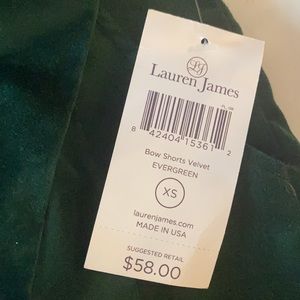 LJ
Lauren James
8 42404 15361 2
Bow Shorts Velvet
EVERGREEN
XS
laurenjames.com
MADE IN USA
SUGGESTED RETAIL
$58.00